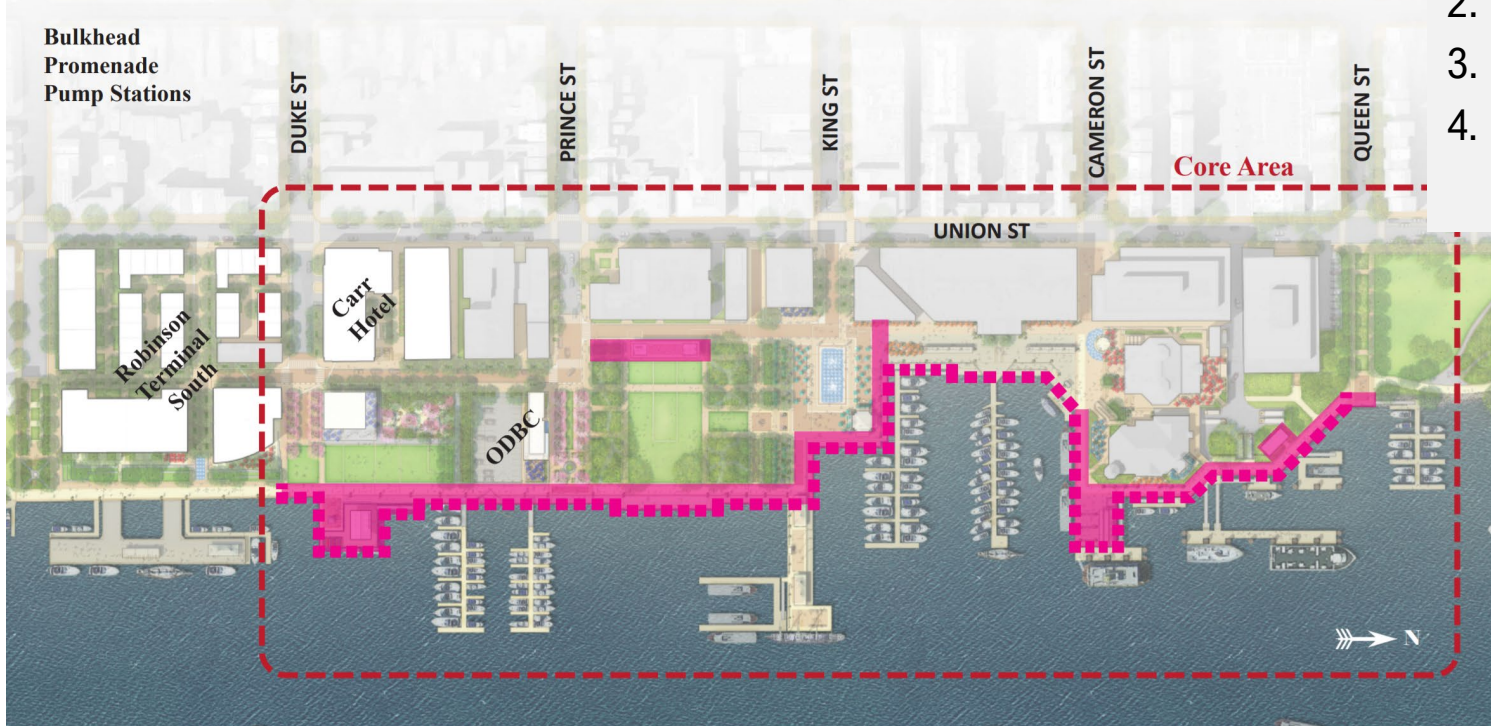 Bulkhead
Promenade
Pump Stations
2.
3.
4.
DUKE ST
PRINCE ST
KING ST
CAMERON ST
QUEEN ST
Core Area
UNION ST
Carr
Hotel
Robinson
Terminal
South
ODBC
N